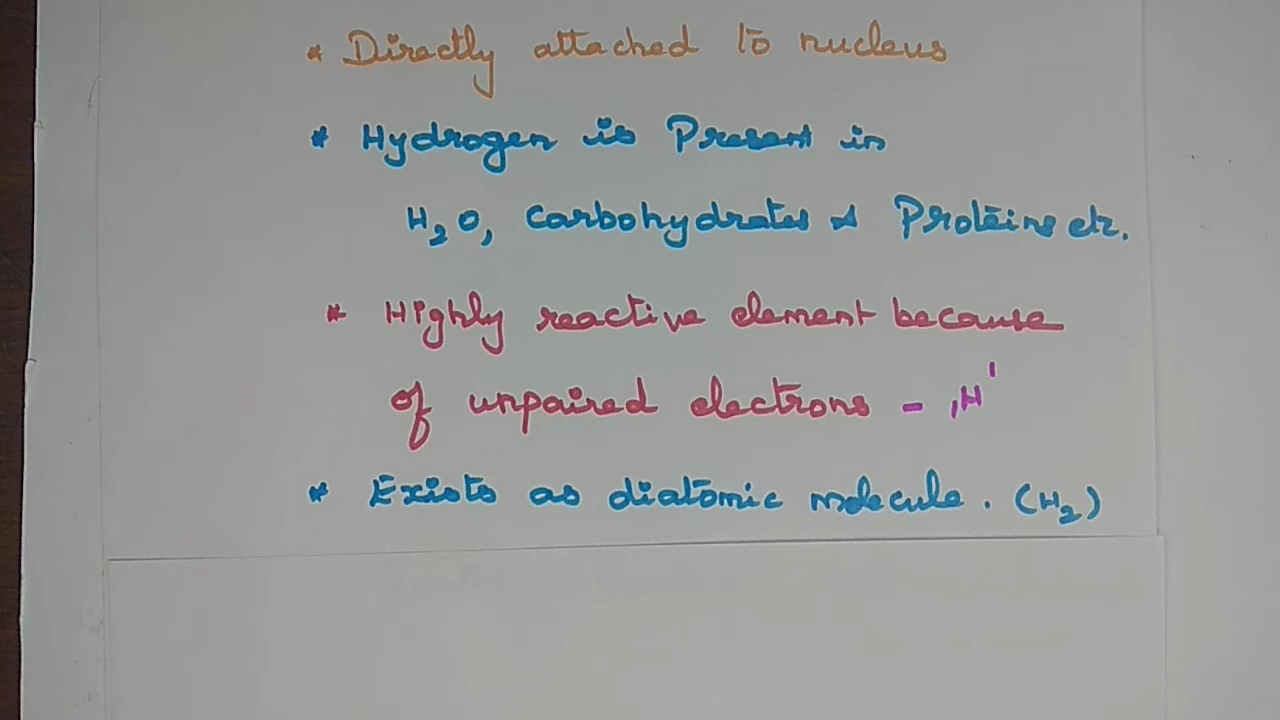 * Directly attached to nucleus
* Hydrogen is Present in
H₂O, Carbohydrates & Proteins etc.
* Highly reactive element because
of unpaired electrons - ₁H¹
* Exists as diatomic molecule. (H₂)